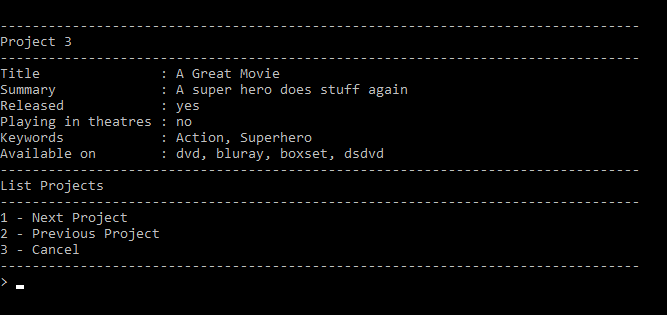 --------------------------------------------------------------------------------
Project 3
--------------------------------------------------------------------------------
Title               : A Great Movie
Summary             : A super hero does stuff again
Released            : yes
Playing in theatres : no
Keywords            : Action, Superhero
Available on        : dvd, bluray, boxset, dsdvd
--------------------------------------------------------------------------------
List Projects
--------------------------------------------------------------------------------
1 - Next Project
2 - Previous Project
3 - Cancel
--------------------------------------------------------------------------------
> _